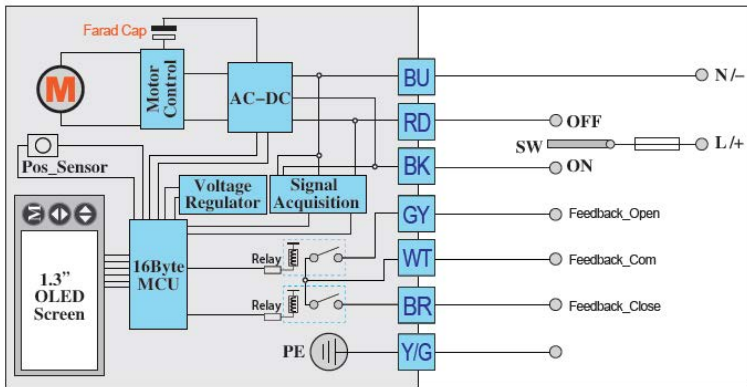 Farad Cap
M
Motor
Control
AC-DC
BU
N/-
RD
OFF
SW
L/+
BK
ON
Pos_Sensor
Voltage
Regulator
Signal
Acquisition
GY
Feedback_Open
M
1.3”
OLED
Screen
16Byte
MCU
Relay
WT
Feedback_Com
Relay
BR
Feedback_Close
PE
Y/G